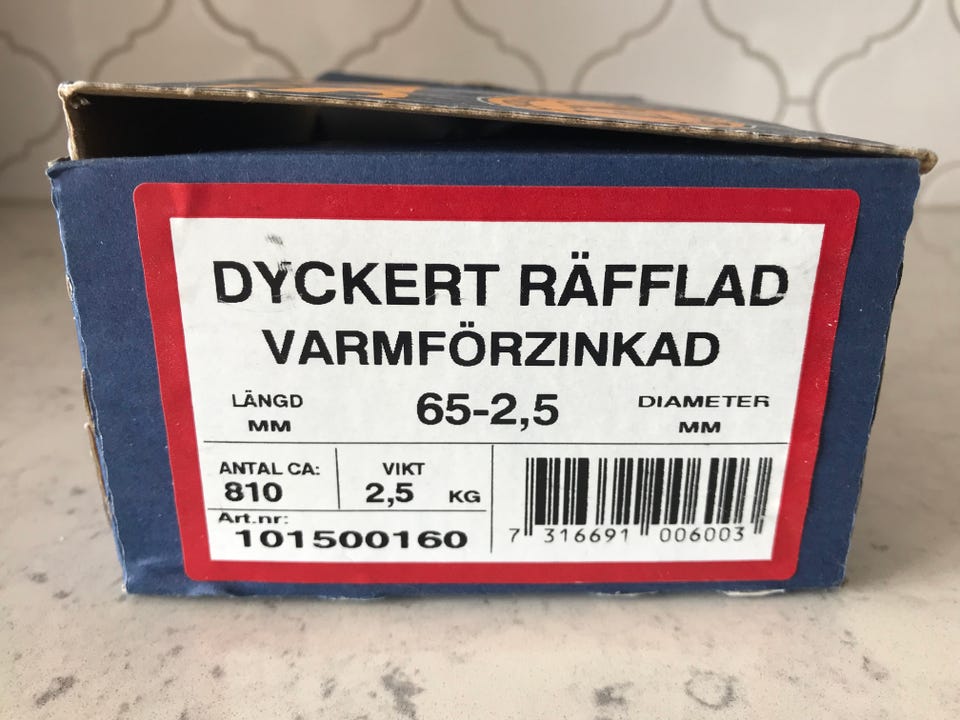 DYCKERT RÄFFLAD
VARMFÖRZINKAD
LÄNGD
MM
65-2,5
DIAMETER
MM
ANTAL CA:
810
VIKT
2,5 KG
Art.nr:
101500160
7 316691 006003